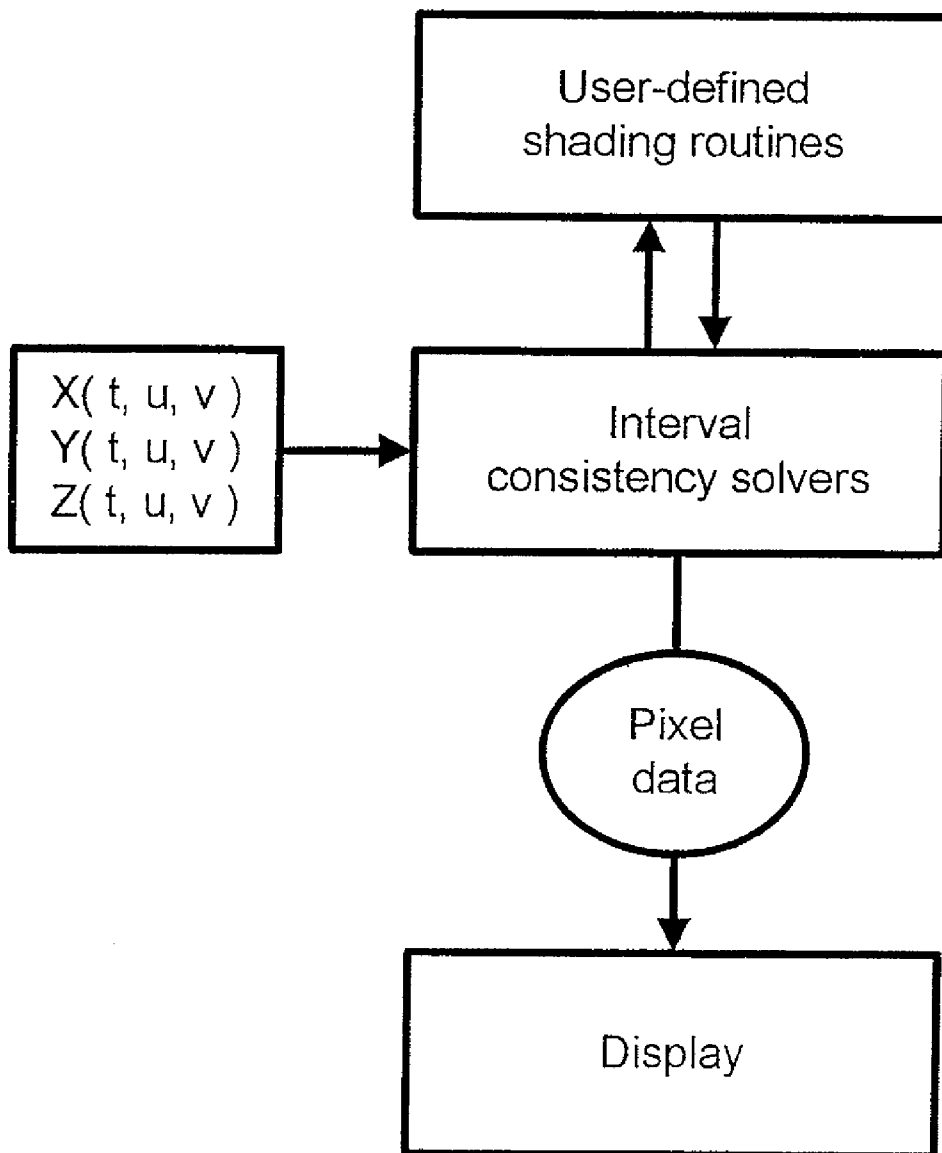 User-defined
shading routines
X( t, u, v )
Y( t, u, v )
Z( t, u, v )
Interval
consistency solvers
Pixel
data
Display